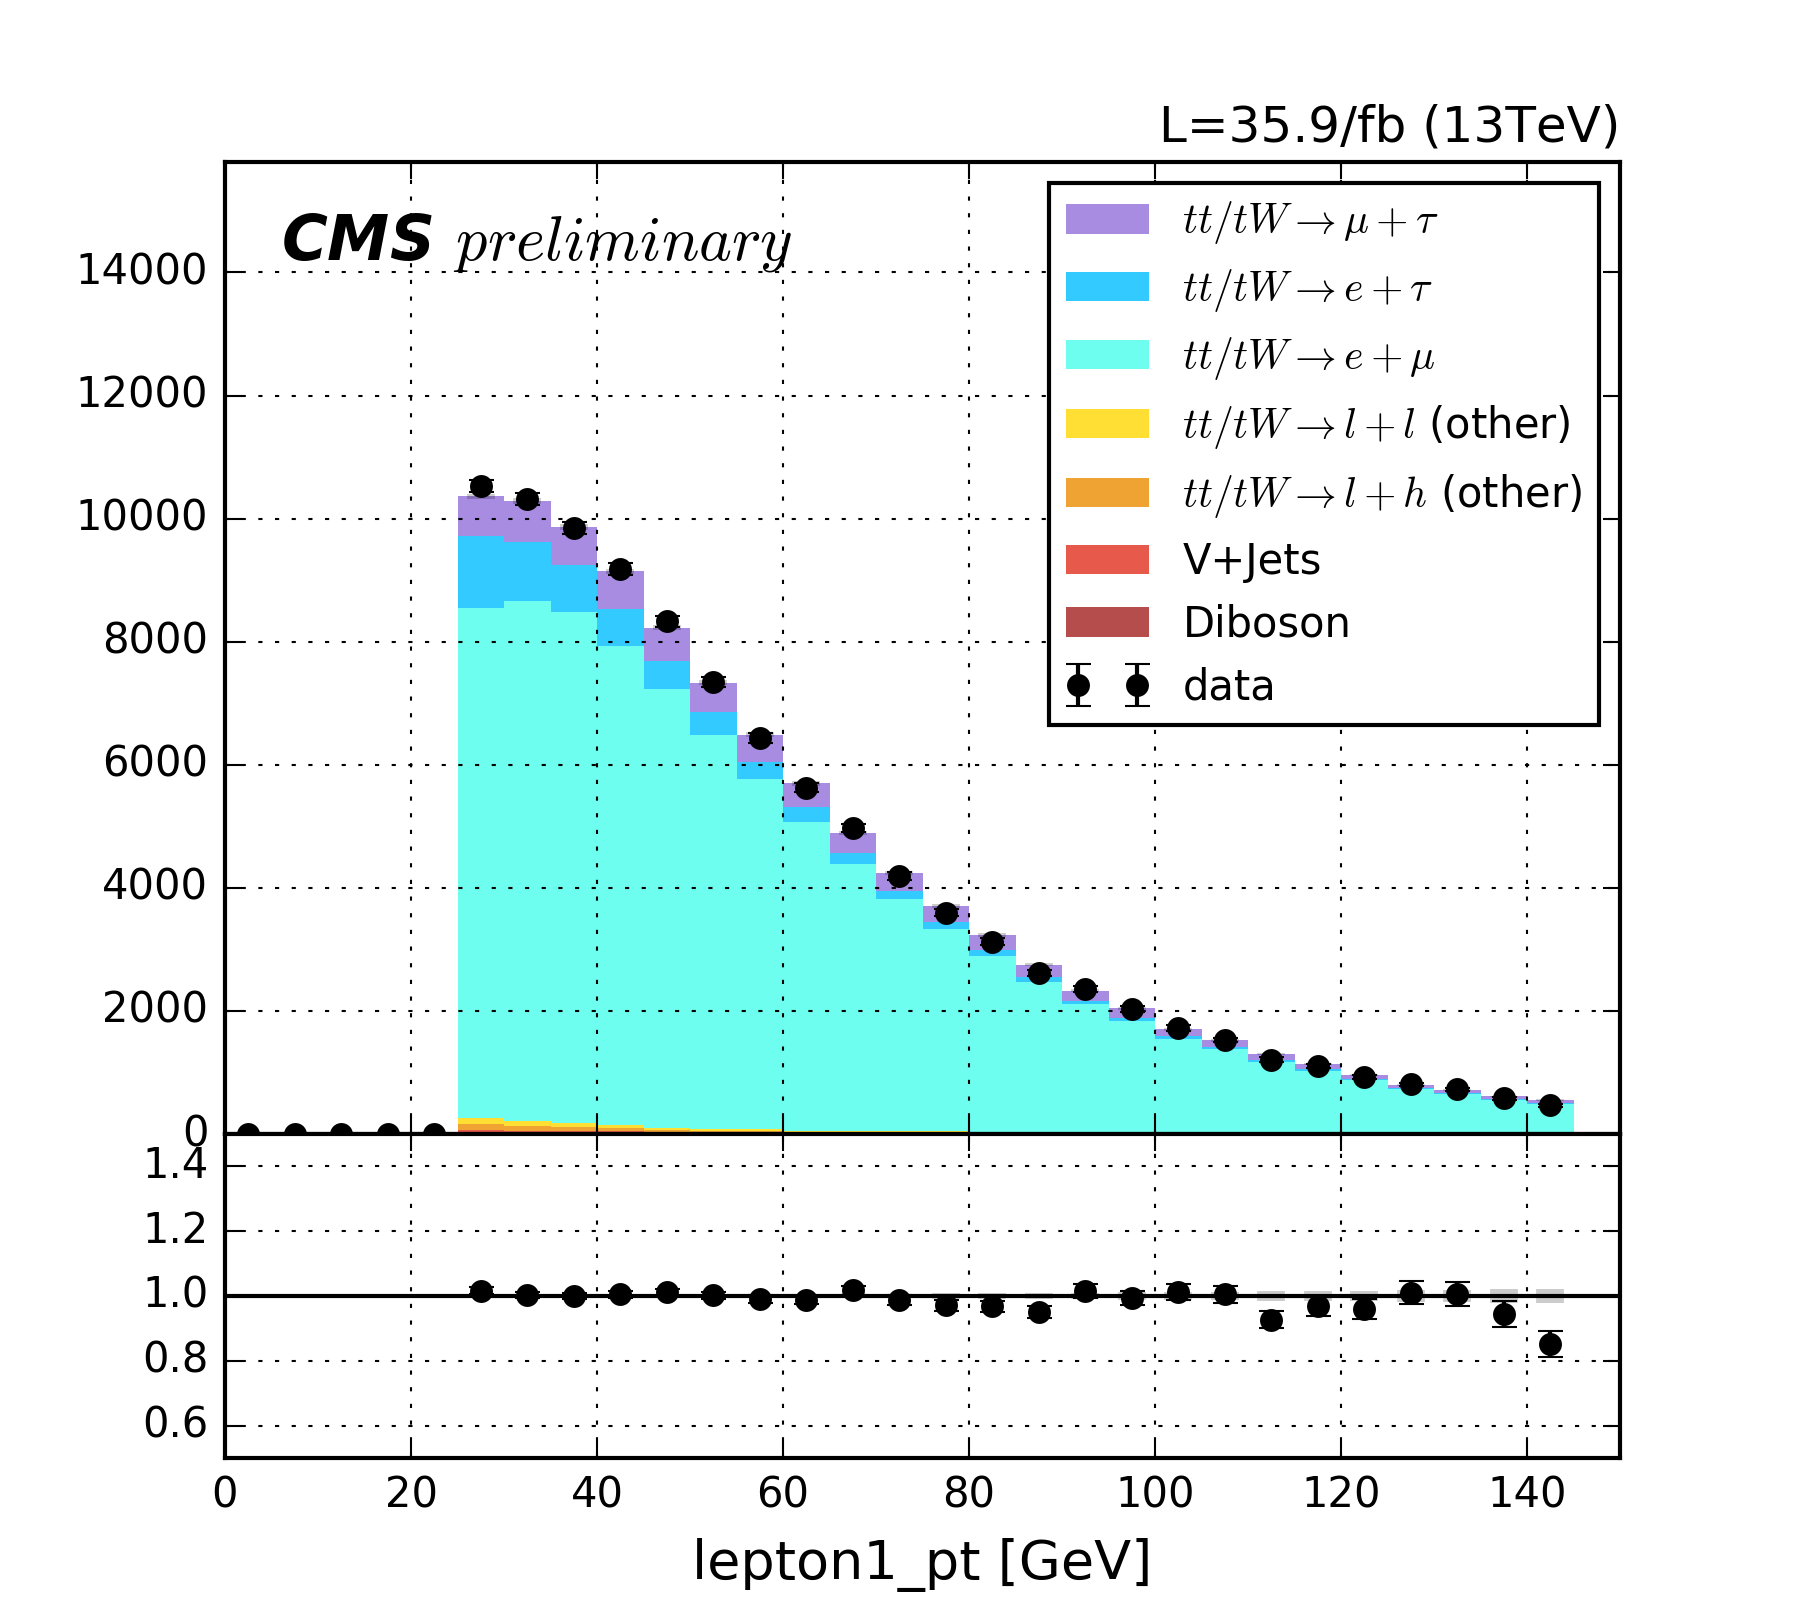 L=35.9/fb (13TeV)
CMS preliminary
tt/tW→μ+τ
tt/tW→e+τ
tt/tW→e+μ
tt/tW→l+l (other)
tt/tW→l+h (other)
V+Jets
Diboson
data
14000
12000
10000
8000
6000
4000
2000
0
1.4
1.2
1.0
0.8
0.6
0 20 40 60 80 100 120 140
lepton1_pt [GeV]